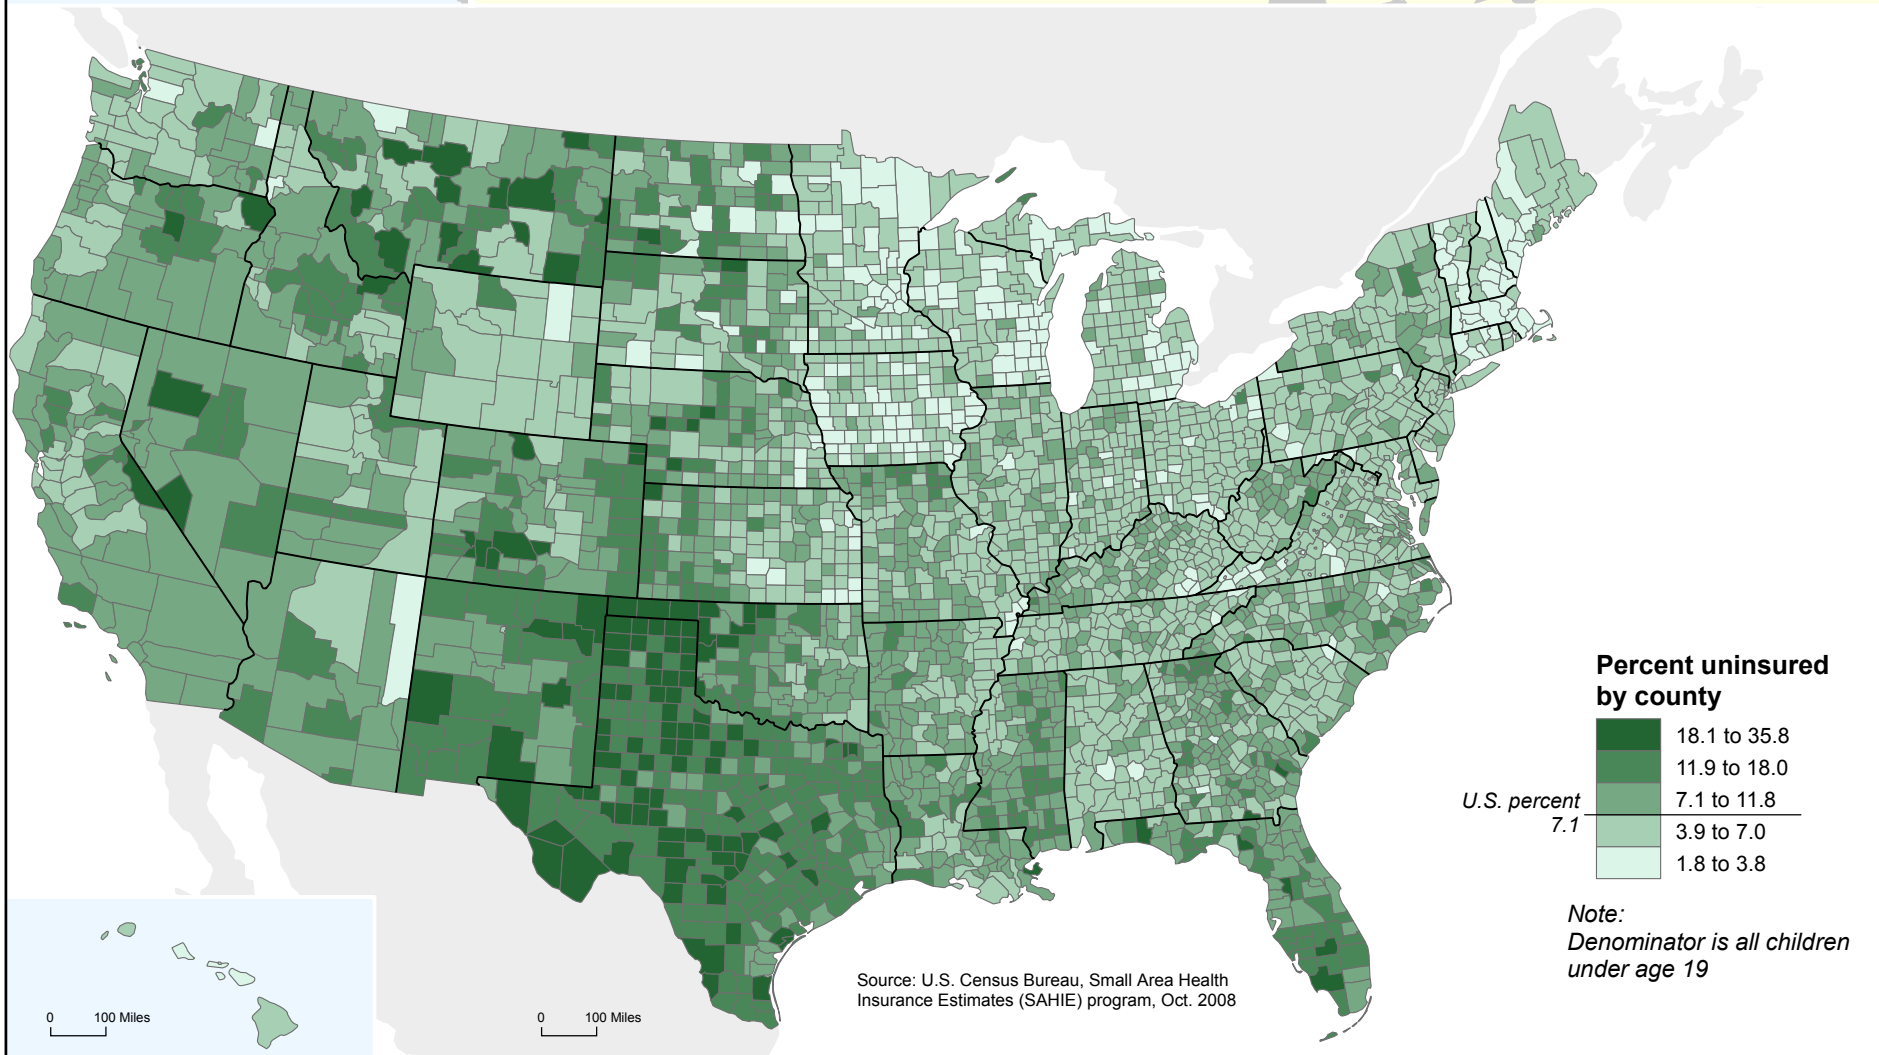 Percent uninsured
by county
18.1 to 35.8
11.9 to 18.0
7.1 to 11.8
U.S. percent
7.1
3.9 to 7.0
1.8 to 3.8
Note:
Denominator is all children
under age 19
Source: U.S. Census Bureau, Small Area Health
Insurance Estimates (SAHIE) program, Oct. 2008
0 100 Miles
0 100 Miles